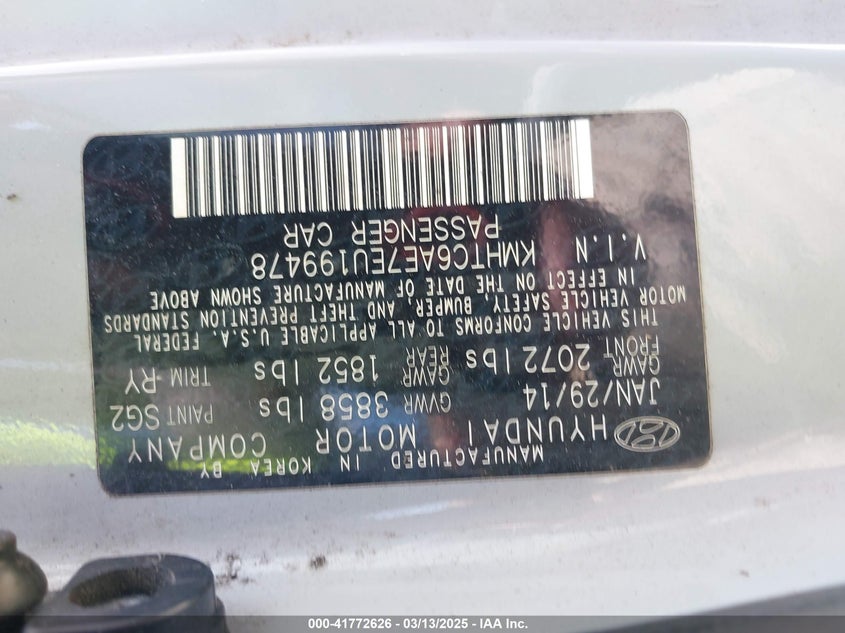 MANUFACTURED IN KOREA BY
HYUNDAI MOTOR COMPANY
JAN/29/14 GVWR 3858 lbs PAINT SG2
GAWR FRONT 2072 lbs GAWR REAR 1852 lbs TRIM-RY
THIS VEHICLE CONFORMS TO ALL APPLICABLE U.S.A. FEDERAL
MOTOR VEHICLE SAFETY, BUMPER, AND THEFT PREVENTION STANDARDS
IN EFFECT ON THE DATE OF MANUFACTURE SHOWN ABOVE
V.I.N KMHTC6AE7EU199478
PASSENGER CAR
000-41772626 - 03/13/2025 - IAA Inc.